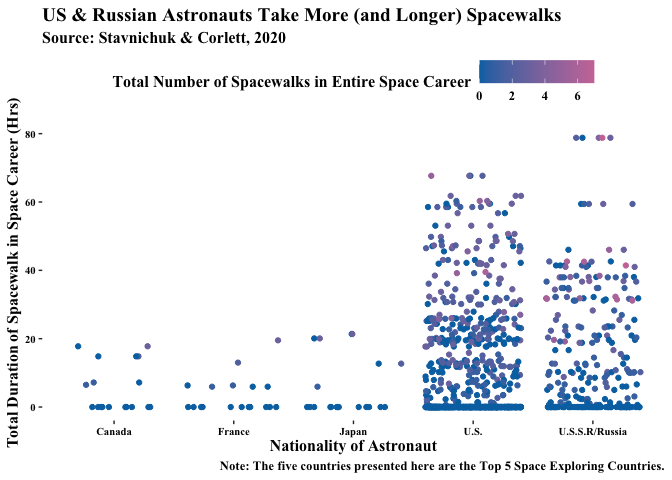 US & Russian Astronauts Take More (and Longer) Spacewalks
Source: Stavnichuk & Corlett, 2020
Total Number of Spacewalks in Entire Space Career
0 2 4 6
Total Duration of Spacewalk in Space Career (Hrs)
80
60
40
20
0
Canada France Japan U.S. U.S.S.R/Russia
Nationality of Astronaut
Note: The five countries presented here are the Top 5 Space Exploring Countries.